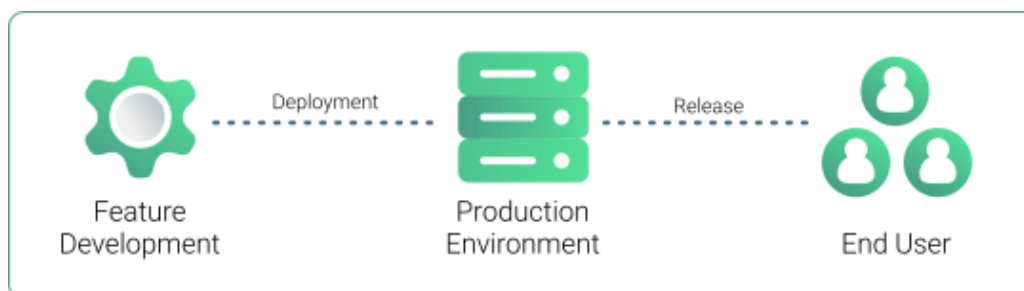 Deployment
Release
Feature
Development
Production
Environment
End User